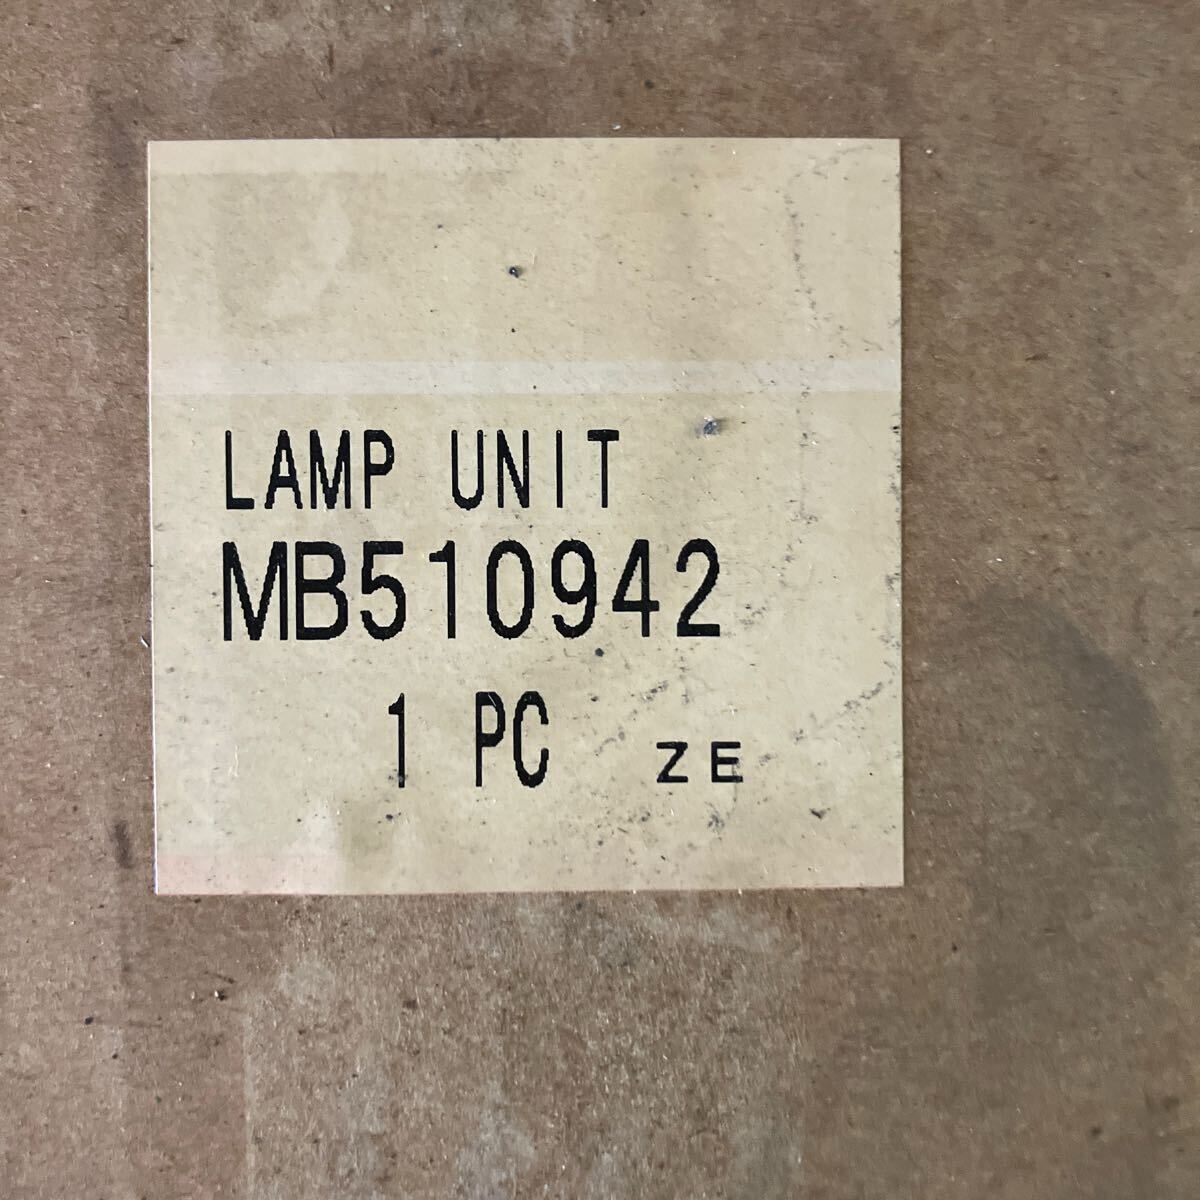 LAMP UNIT
MB510942
1 PC ZE